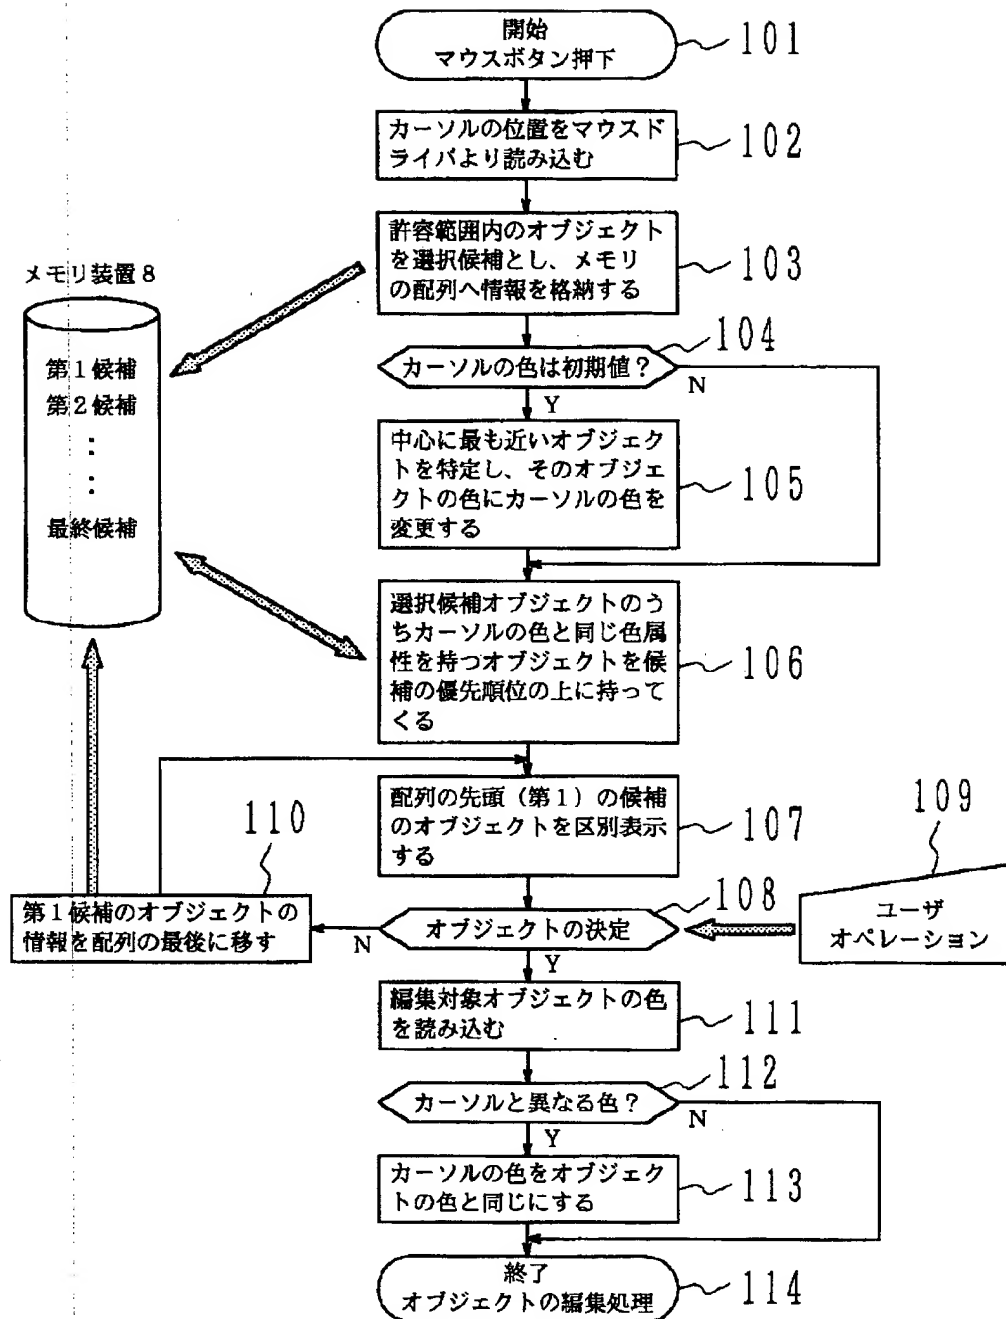 開始
マウスボタン押下
101
カーソルの位置をマウスド
ライバより読み込む
102
許容範囲内のオブジェクト
を選択候補とし、メモリ
の配列へ情報を格納する
103
メモリ装置8
第1候補
第2候補
・
・
・
最終候補
カーソルの色は初期値?
104
N
Y
中心に最も近いオブジェク
トを特定し、そのオブジェ
クトの色にカーソルの色を
変更する
105
選択候補オブジェクトのう
ちカーソルの色と同じ色属
性を持つオブジェクトを候
補の優先順位の上に持って
くる
106
配列の先頭(第1)の候補
のオブジェクトを区別表示
する
107
109
ユーザ
オペレーション
110
第1候補のオブジェクトの
情報を配列の最後に移す
オブジェクトの決定
108
N
Y
編集対象オブジェクトの色
を読み込む
111
カーソルと異なる色?
112
N
Y
カーソルの色をオブジェク
トの色と同じにする
113
終了
オブジェクトの編集処理
114